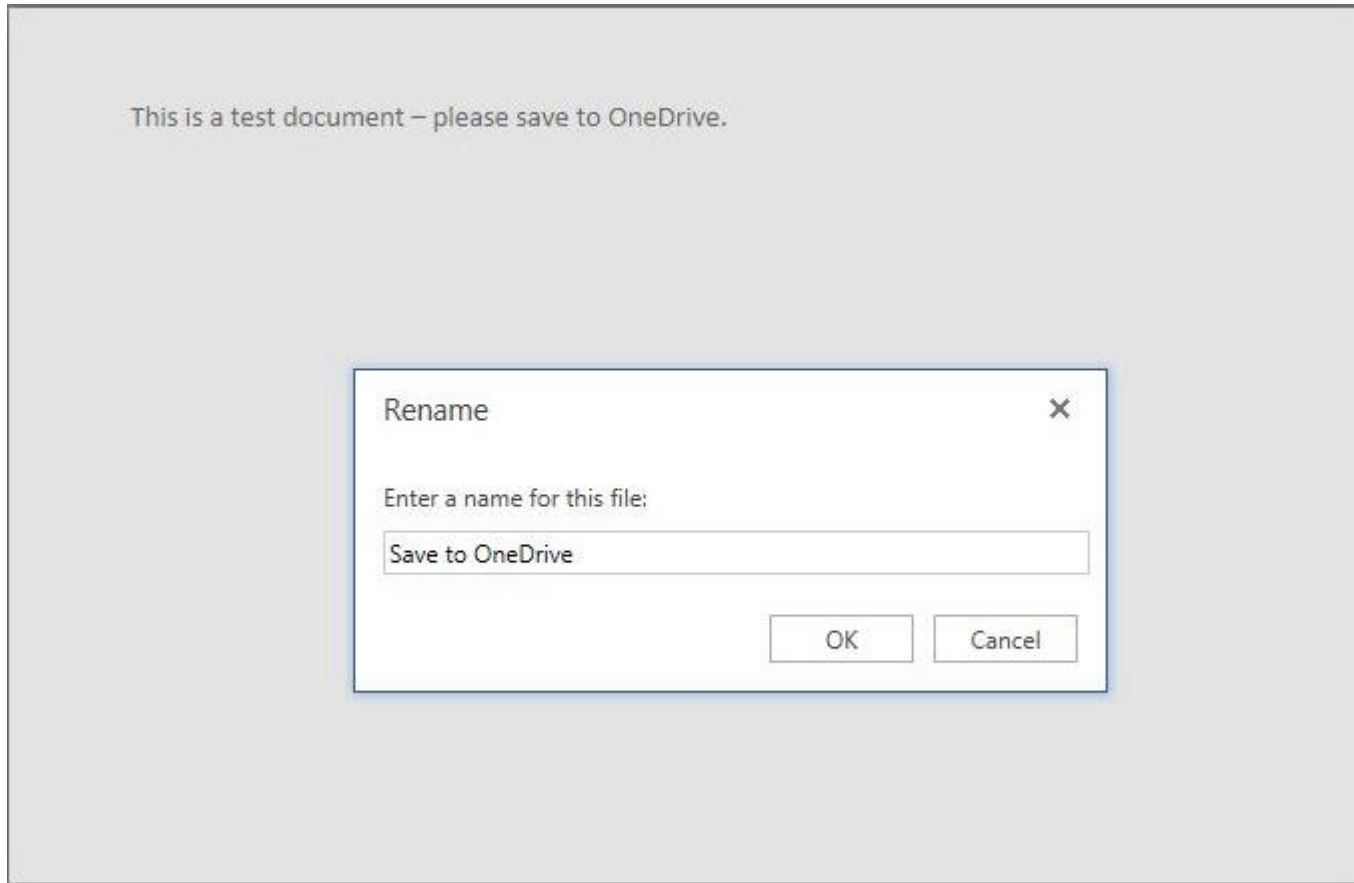 This is a test document – please save to OneDrive.
Rename
Enter a name for this file:
Save to OneDrive
OK
Cancel